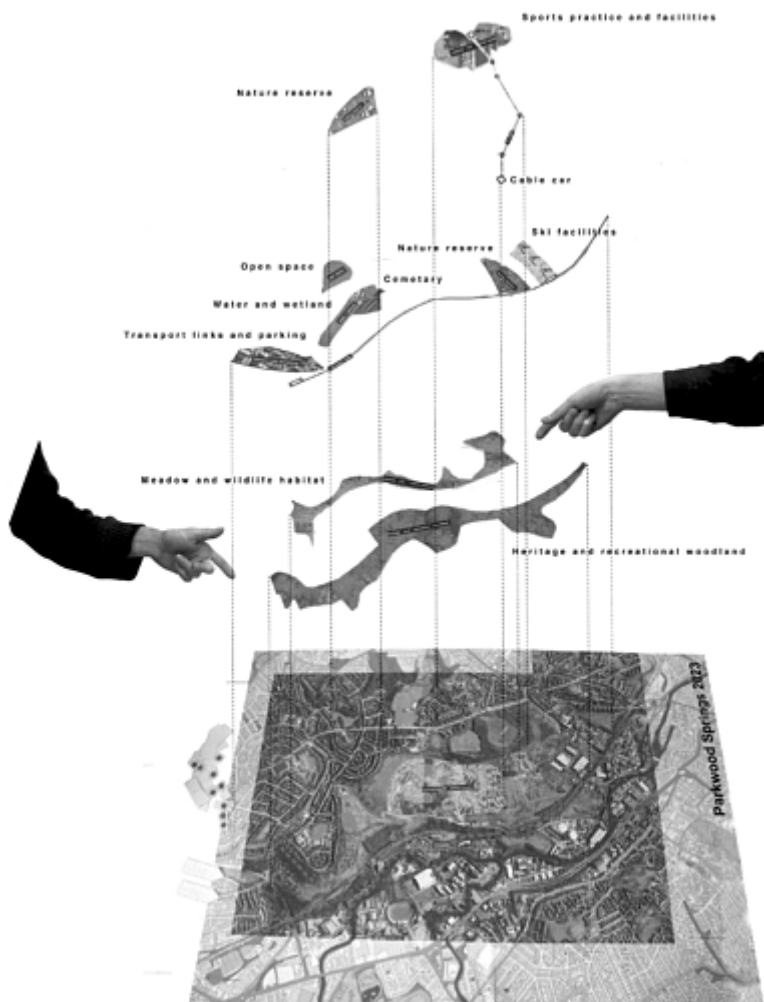 Sports practice and facilities
Nature reserve
Cable car
Ski facilities
Nature reserve
Open space
Cemetary
Water and wetland
Transport links and parking
Meadow and wildlife habitat
Heritage and recreational woodland
Parkwood Springs 2023